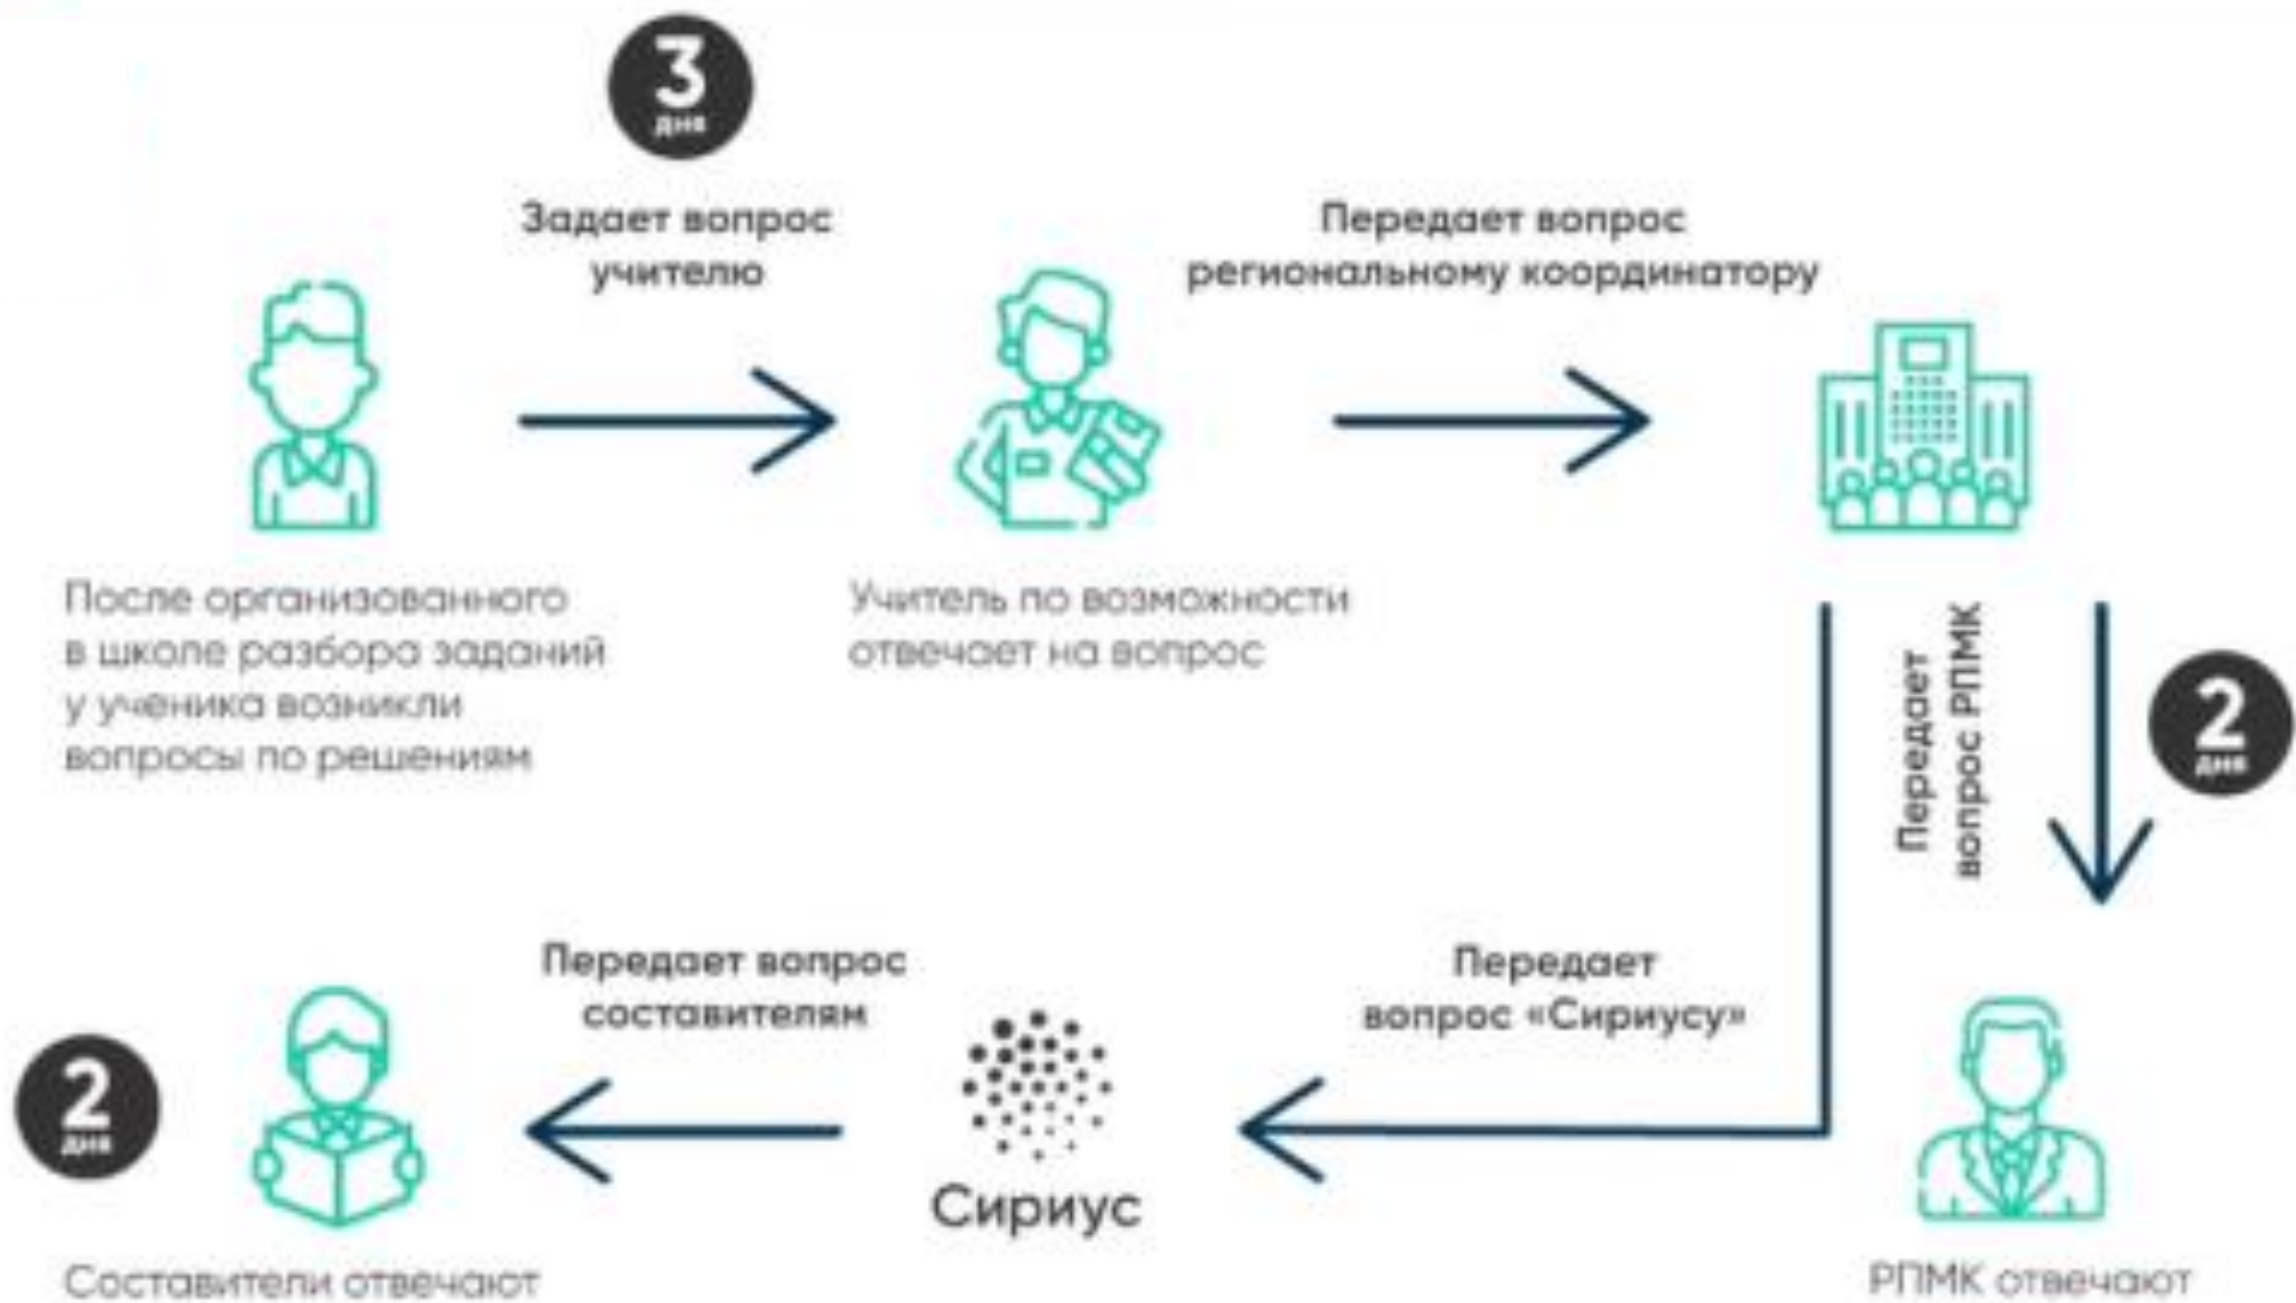 3
дня
Задает вопрос
учителю
Передает вопрос
региональному координатору
После организованного
в школе разбора заданий
у ученика возникли
вопросы по решениям
Учитель по возможности
отвечает на вопрос
Передает
вопрос РПМК
2
дня
Передает вопрос
составителям
Передает
вопрос «Сириусу»
2
дня
Сириус
Составители отвечают
РПМК отвечают